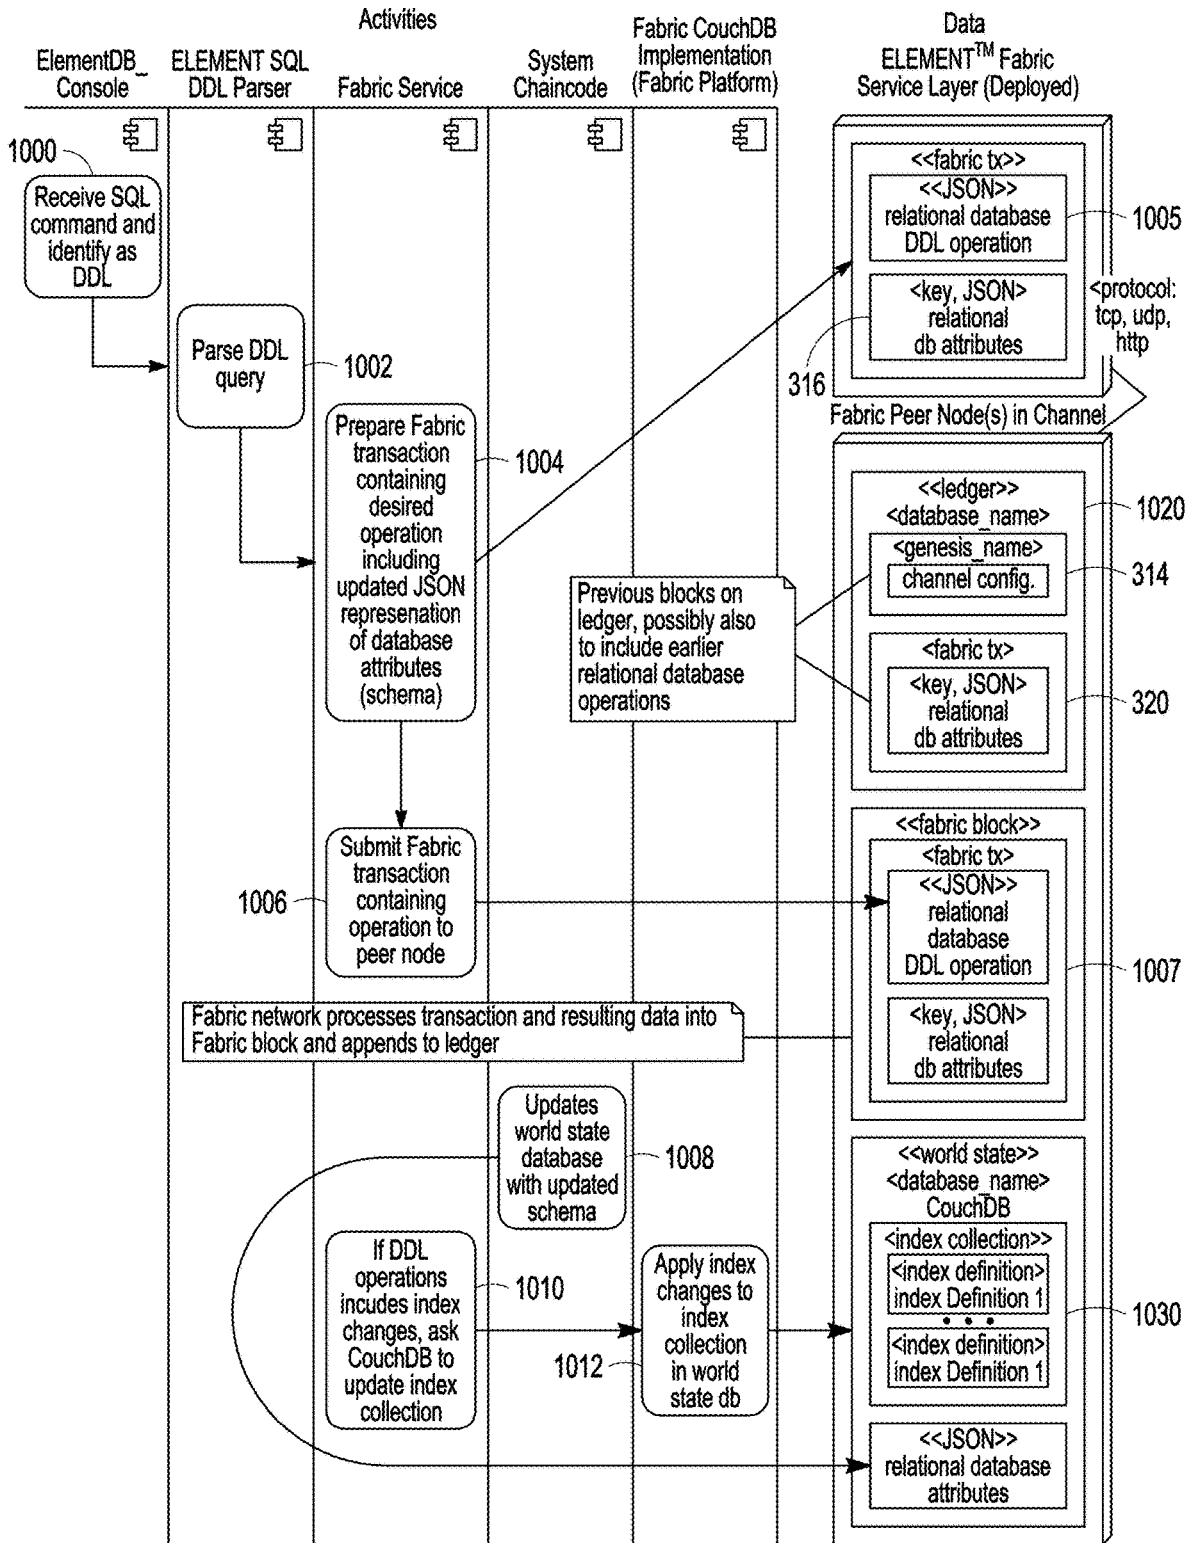 Activities
Data
ElementDB_
Console
ELEMENT SQL
DDL Parser
Fabric Service
System
Chaincode
Fabric CouchDB
Implementation
(Fabric Platform)
ELEMENT™ Fabric
Service Layer (Deployed)
1000
Receive SQL
command and
identify as
DDL
<<fabric tx>>
<<JSON>>
relational database
DDL operation
1005
<key, JSON>
relational
db attributes
316
<protocol:
tcp, udp,
http
Parse DDL
query
1002
Fabric Peer Node(s) in Channel
Prepare Fabric
transaction
containing
desired
operation
including
updated JSON
represenation
of database
attributes
(schema)
1004
<<ledger>>
<database_name>
1020
<genesis_name>
channel config.
314
Previous blocks on
ledger, possibly also
to include earlier
relational database
operations
<fabric tx>
<key, JSON>
relational
db attributes
320
Submit Fabric
transaction
containing
operation to
peer node
1006
<<fabric block>>
<fabric tx>
<<JSON>>
relational
database
DDL operation
1007
<key, JSON>
relational
db attributes
Fabric network processes transaction and resulting data into
Fabric block and appends to ledger
Updates
world state
database
with updated
schema
1008
<<world state>>
<database_name>
CouchDB
<index collection>>
<index definition>
index Definition 1
• • •
<index definition>
index Definition 1
1030
If DDL
operations
incudes index
changes, ask
CouchDB to
update index
collection
1010
Apply index
changes to
index
collection
in world
state db
1012
<<JSON>>
relational database
attributes